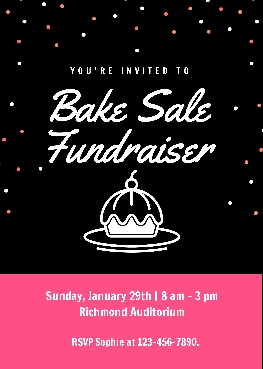 YOU'RE INVITED TO
Bake Sale
Fundraiser
Sunday, January 29th | 8 am - 3 pm
Richmond Auditorium
RSVP Sophie at 123-456-7890.